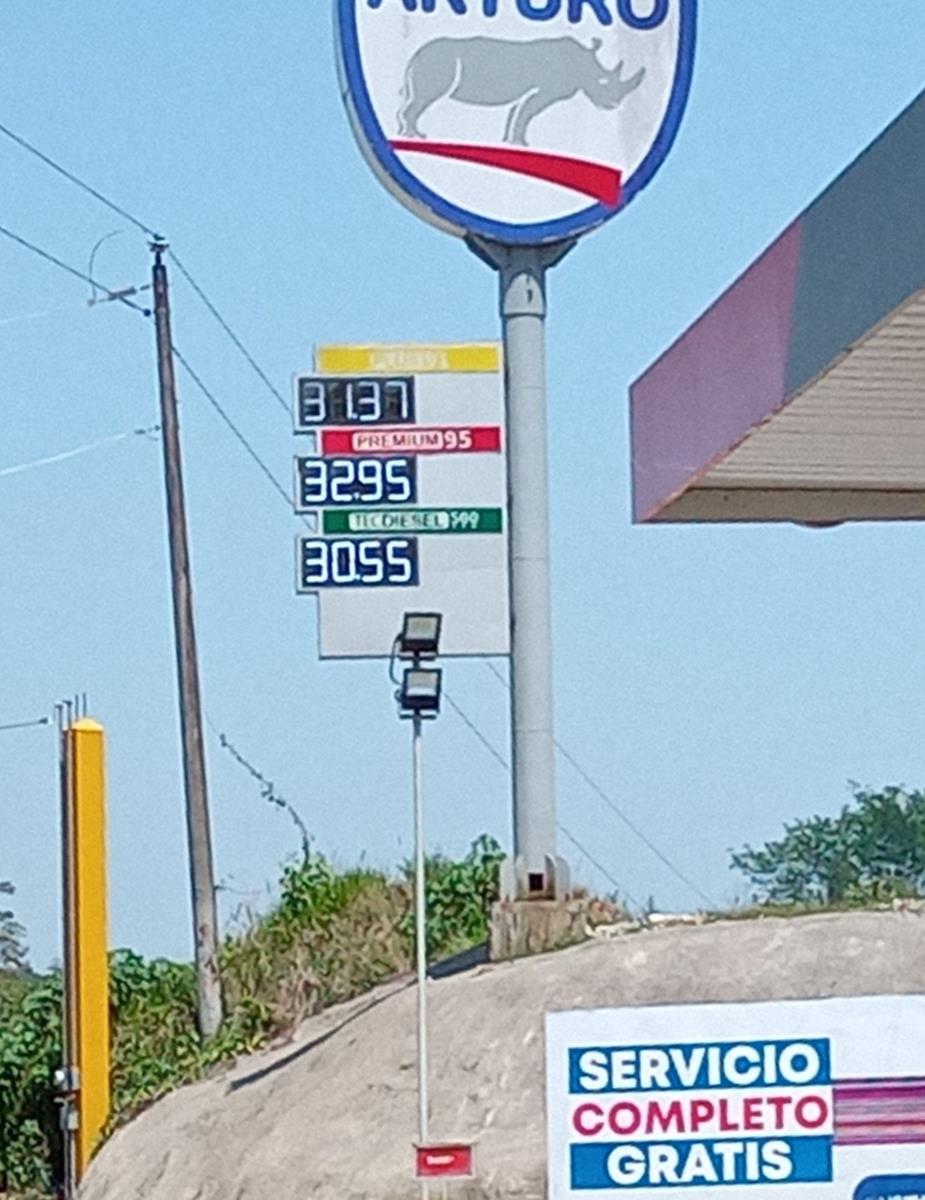 ARTURO
31.37
PREMIUM 95
32.95
TECDIESEL
30.55
SERVICIO
COMPLETO
GRATIS